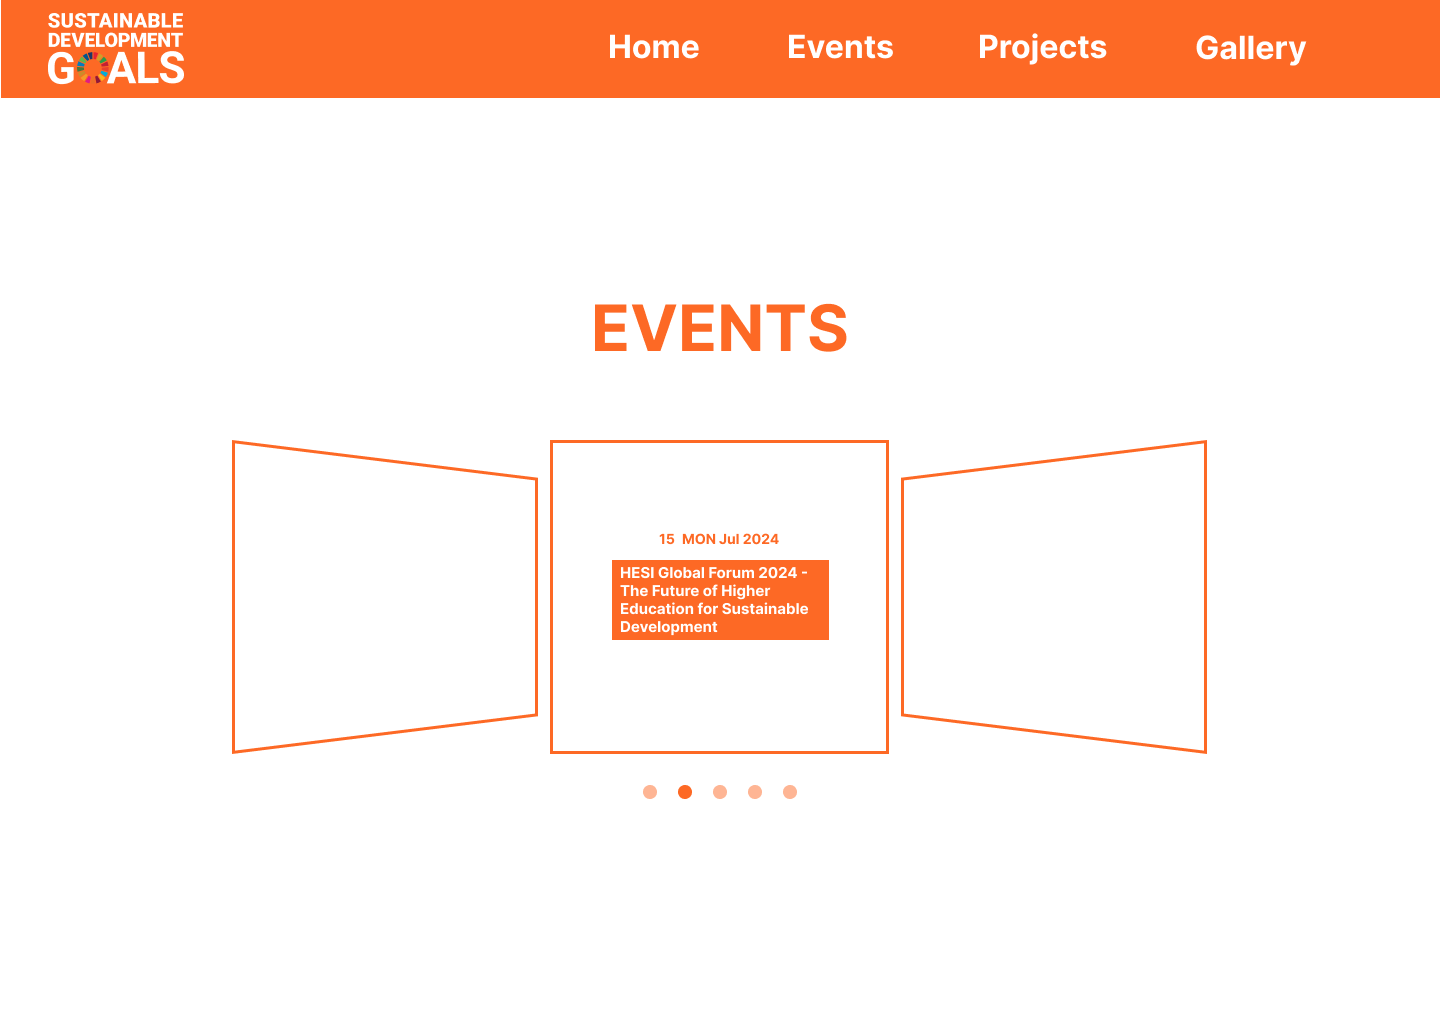 SUSTAINABLE
DEVELOPMENT
GOALS
Home Events Projects Gallery
EVENTS
15 MON Jul 2024
HESI Global Forum 2024 -
The Future of Higher
Education for Sustainable
Development